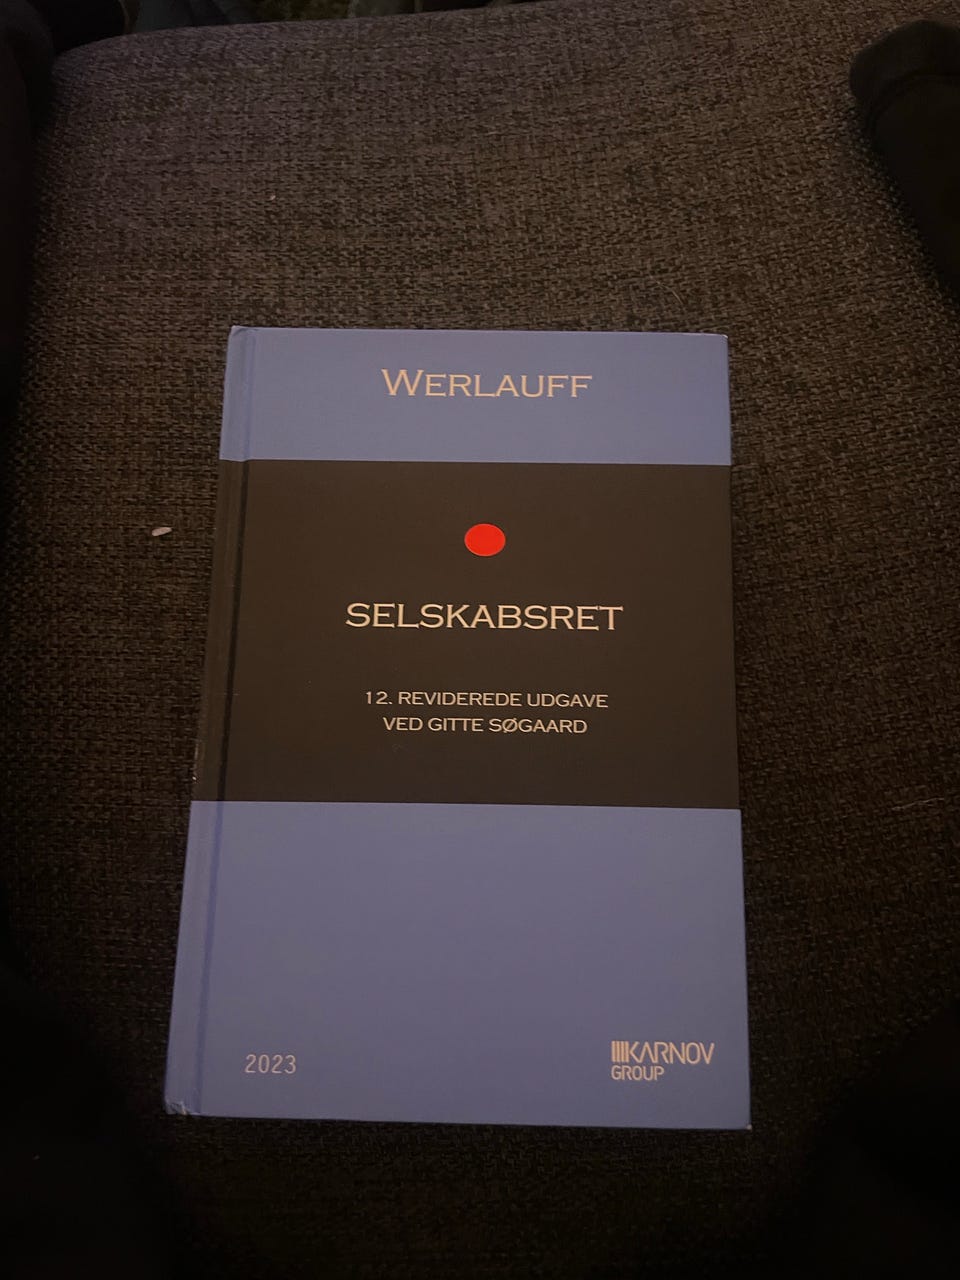 WERLAUFF
SELSKABSRET
12. REVIDEREDE UDGAVE
VED GITTE SØGAARD
2023
KARNOV
GROUP